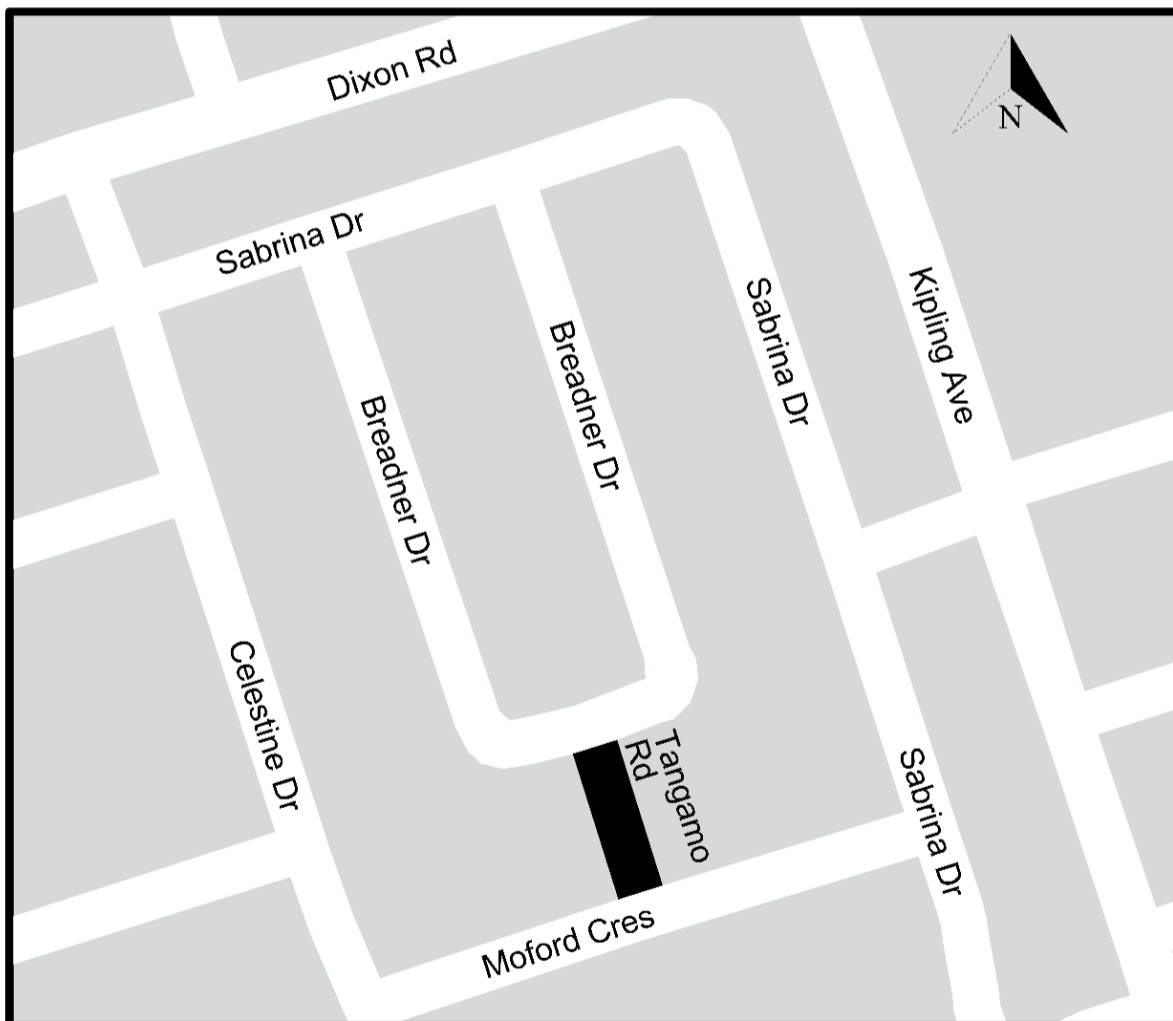 Dixon Rd
N
Sabrina Dr
Kipling Ave
Sabrina Dr
Breadner Dr
Breadner Dr
Celestine Dr
Tangamo
Rd
Sabrina Dr
Moford Cres